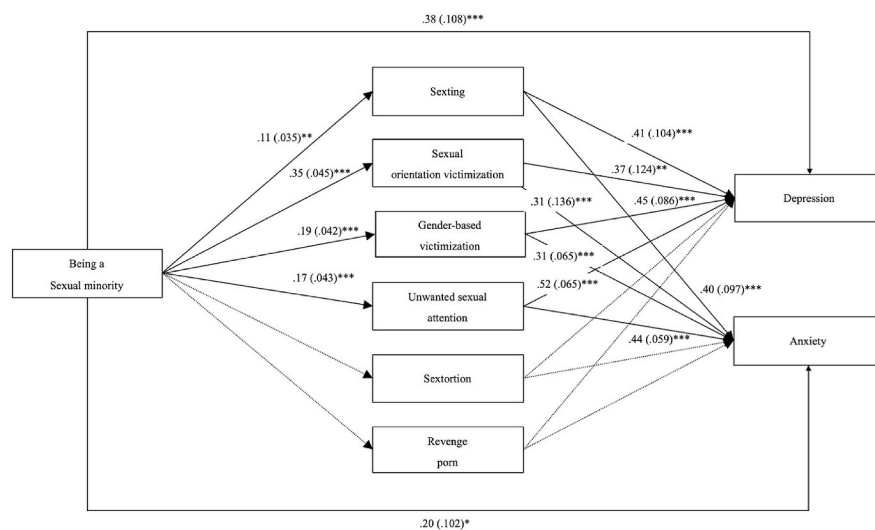 .38 (.108)***
Sexting
.11 (.035)**
.41 (.104)***
Sexual
orientation victimization
.35 (.045)***
.37 (.124)**
.31 (.136)***
.45 (.086)***
Depression
Gender-based
victimization
.19 (.042)***
.31 (.065)***
Being a
Sexual minority
.17 (.043)***
Unwanted sexual
attention
.52 (.065)***
.40 (.097)***
.44 (.059)***
Anxiety
Sextortion
Revenge
porn
.20 (.102)*